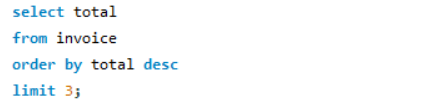 select total
from invoice
order by total desc
limit 3;